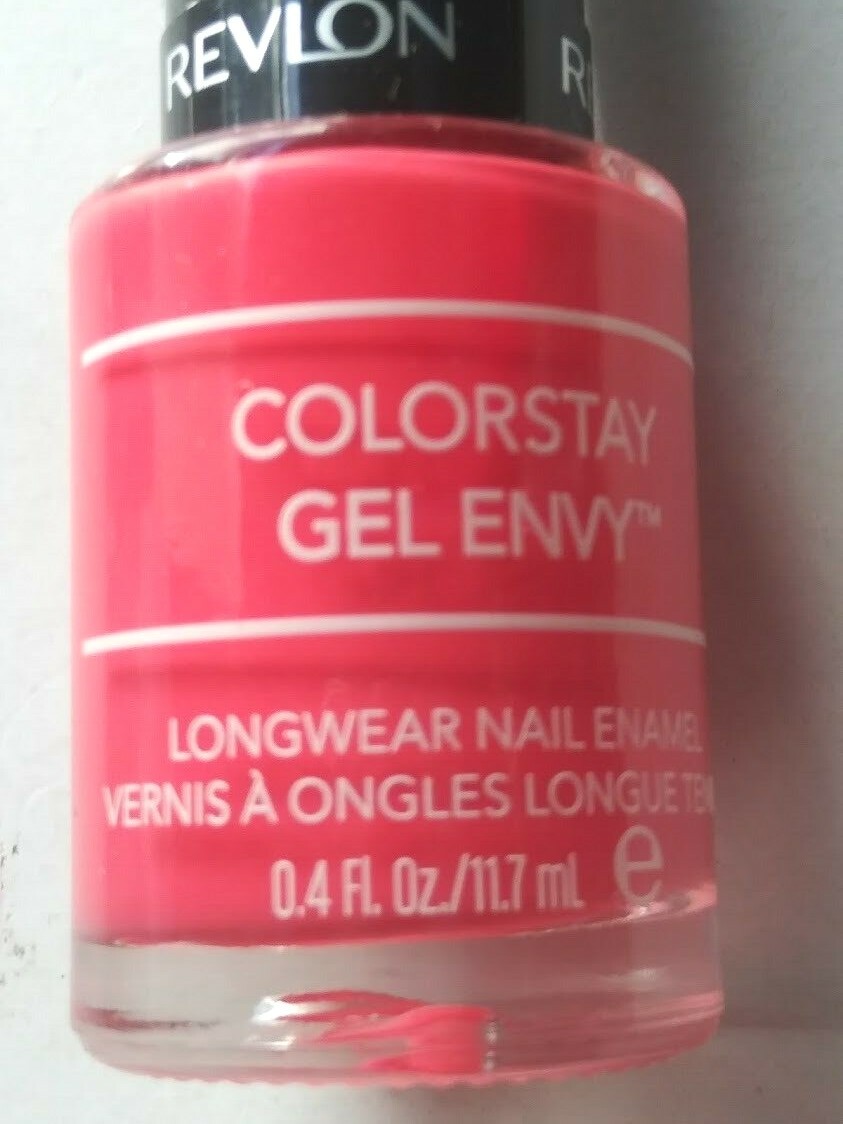 REVLON
COLORSTAY
GEL ENVY™
LONGWEAR NAIL ENAMEL
VERNIS À ONGLES LONGUE
0.4 Fl. Oz./11.7 mL e